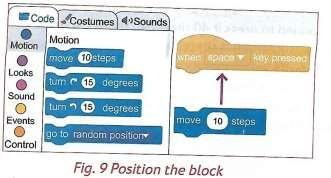 Code Costumes Sounds
Motion
Looks
Sound
Events
Control
Motion
move 10 steps
turn 15 degrees
turn 15 degrees
go to random position
when space key pressed
move 10 steps
Fig. 9 Position the block